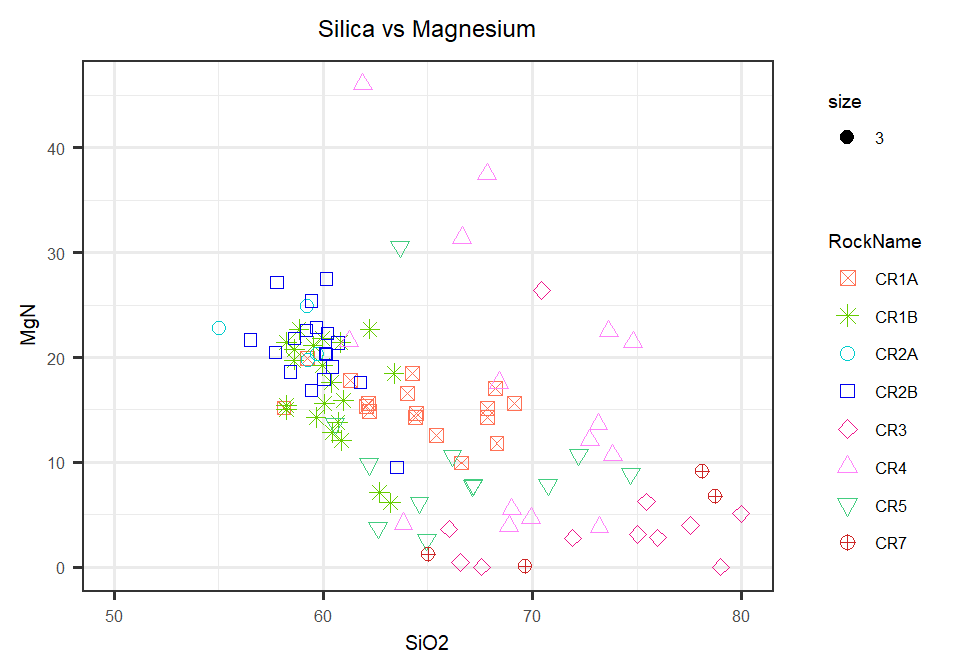 Silica vs Magnesium
MgN
40
30
20
10
0
50 60 70 80
SiO2
size
3
RockName
CR1A
CR1B
CR2A
CR2B
CR3
CR4
CR5
CR7